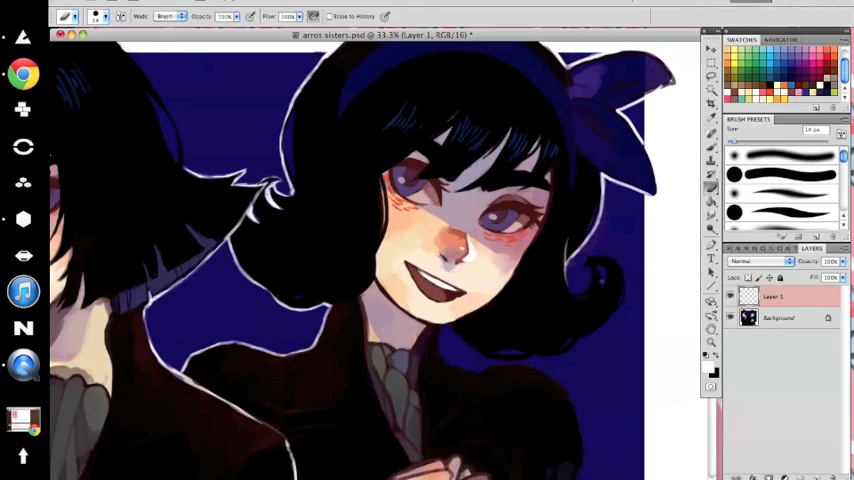 14
Mode: Brush
Opacity: 100%
Flow: 100%
Erase to History
arros sisters.psd @ 33.3% (Layer 1, RGB/16) *
SWATCHES NAVIGATOR
BRUSH PRESETS
Size: 14 px
LAYERS
Normal Opacity: 100%
Lock: Fill: 100%
Layer 1
Background